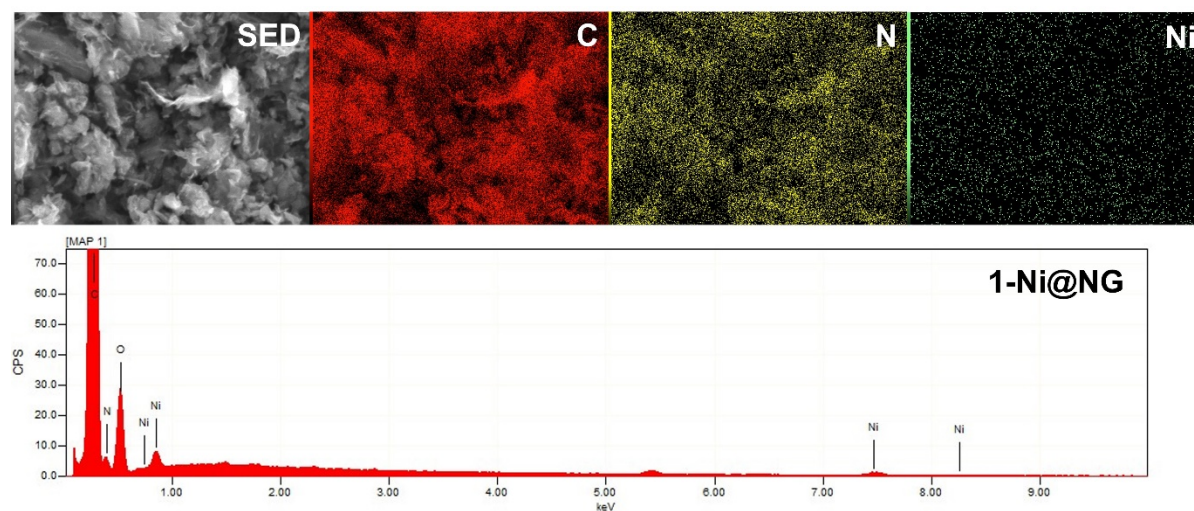 SED
C
N
Ni
[MAP 1]
1-Ni@NG
70.0
60.0
50.0
40.0
30.0
20.0
10.0
0.0
CPS
C
N
O
Ni
Ni
Ni
Ni
1.00 2.00 3.00 4.00 5.00 6.00 7.00 8.00 9.00
keV